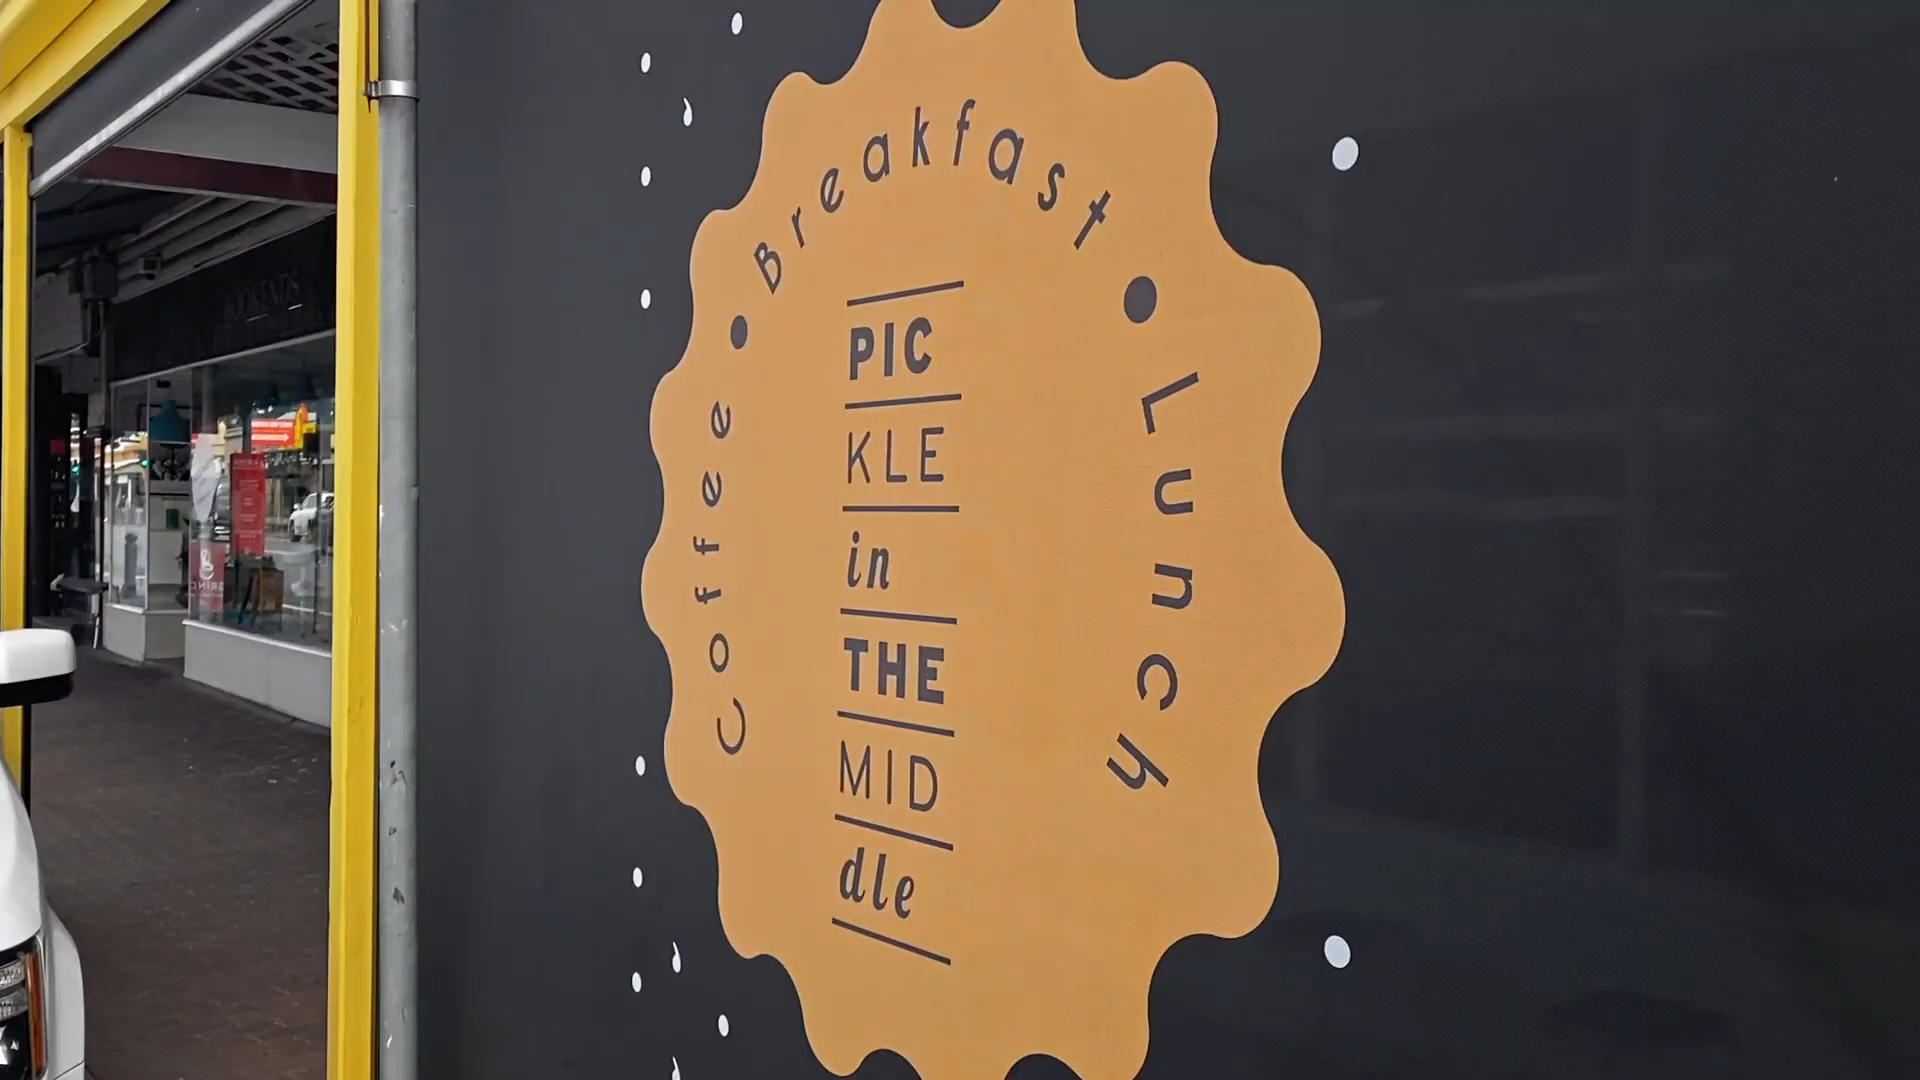 Coffee • Breakfast • Lunch
PIC
KLE
in
THE
MID
dle